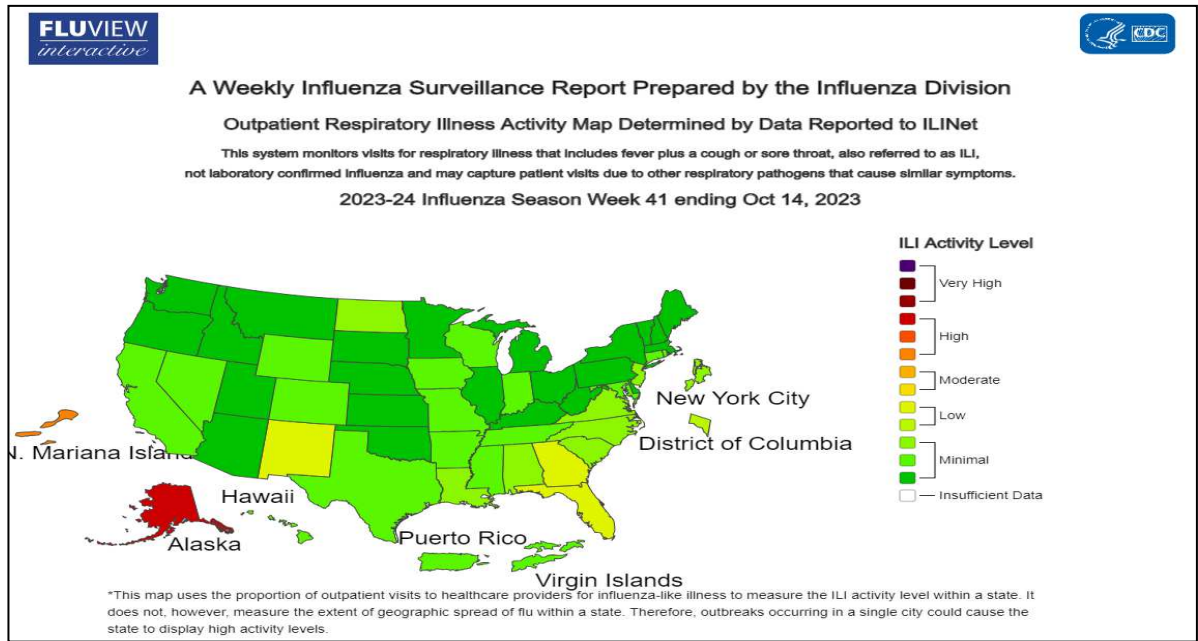 FLUVIEW
interactive
CDC
A Weekly Influenza Surveillance Report Prepared by the Influenza Division
Outpatient Respiratory Illness Activity Map Determined by Data Reported to ILINet
This system monitors visits for respiratory illness that includes fever plus a cough or sore throat, also referred to as ILI,
not laboratory confirmed influenza and may capture patient visits due to other respiratory pathogens that cause similar symptoms.
2023-24 Influenza Season Week 41 ending Oct 14, 2023
ILI Activity Level
Very High
High
Moderate
Low
Minimal
Insufficient Data
New York City
District of Columbia
N. Mariana Island
Hawaii
Alaska
Puerto Rico
Virgin Islands
*This map uses the proportion of outpatient visits to healthcare providers for influenza-like illness to measure the ILI activity level within a state. It
does not, however, measure the extent of geographic spread of flu within a state. Therefore, outbreaks occurring in a single city could cause the
state to display high activity levels.